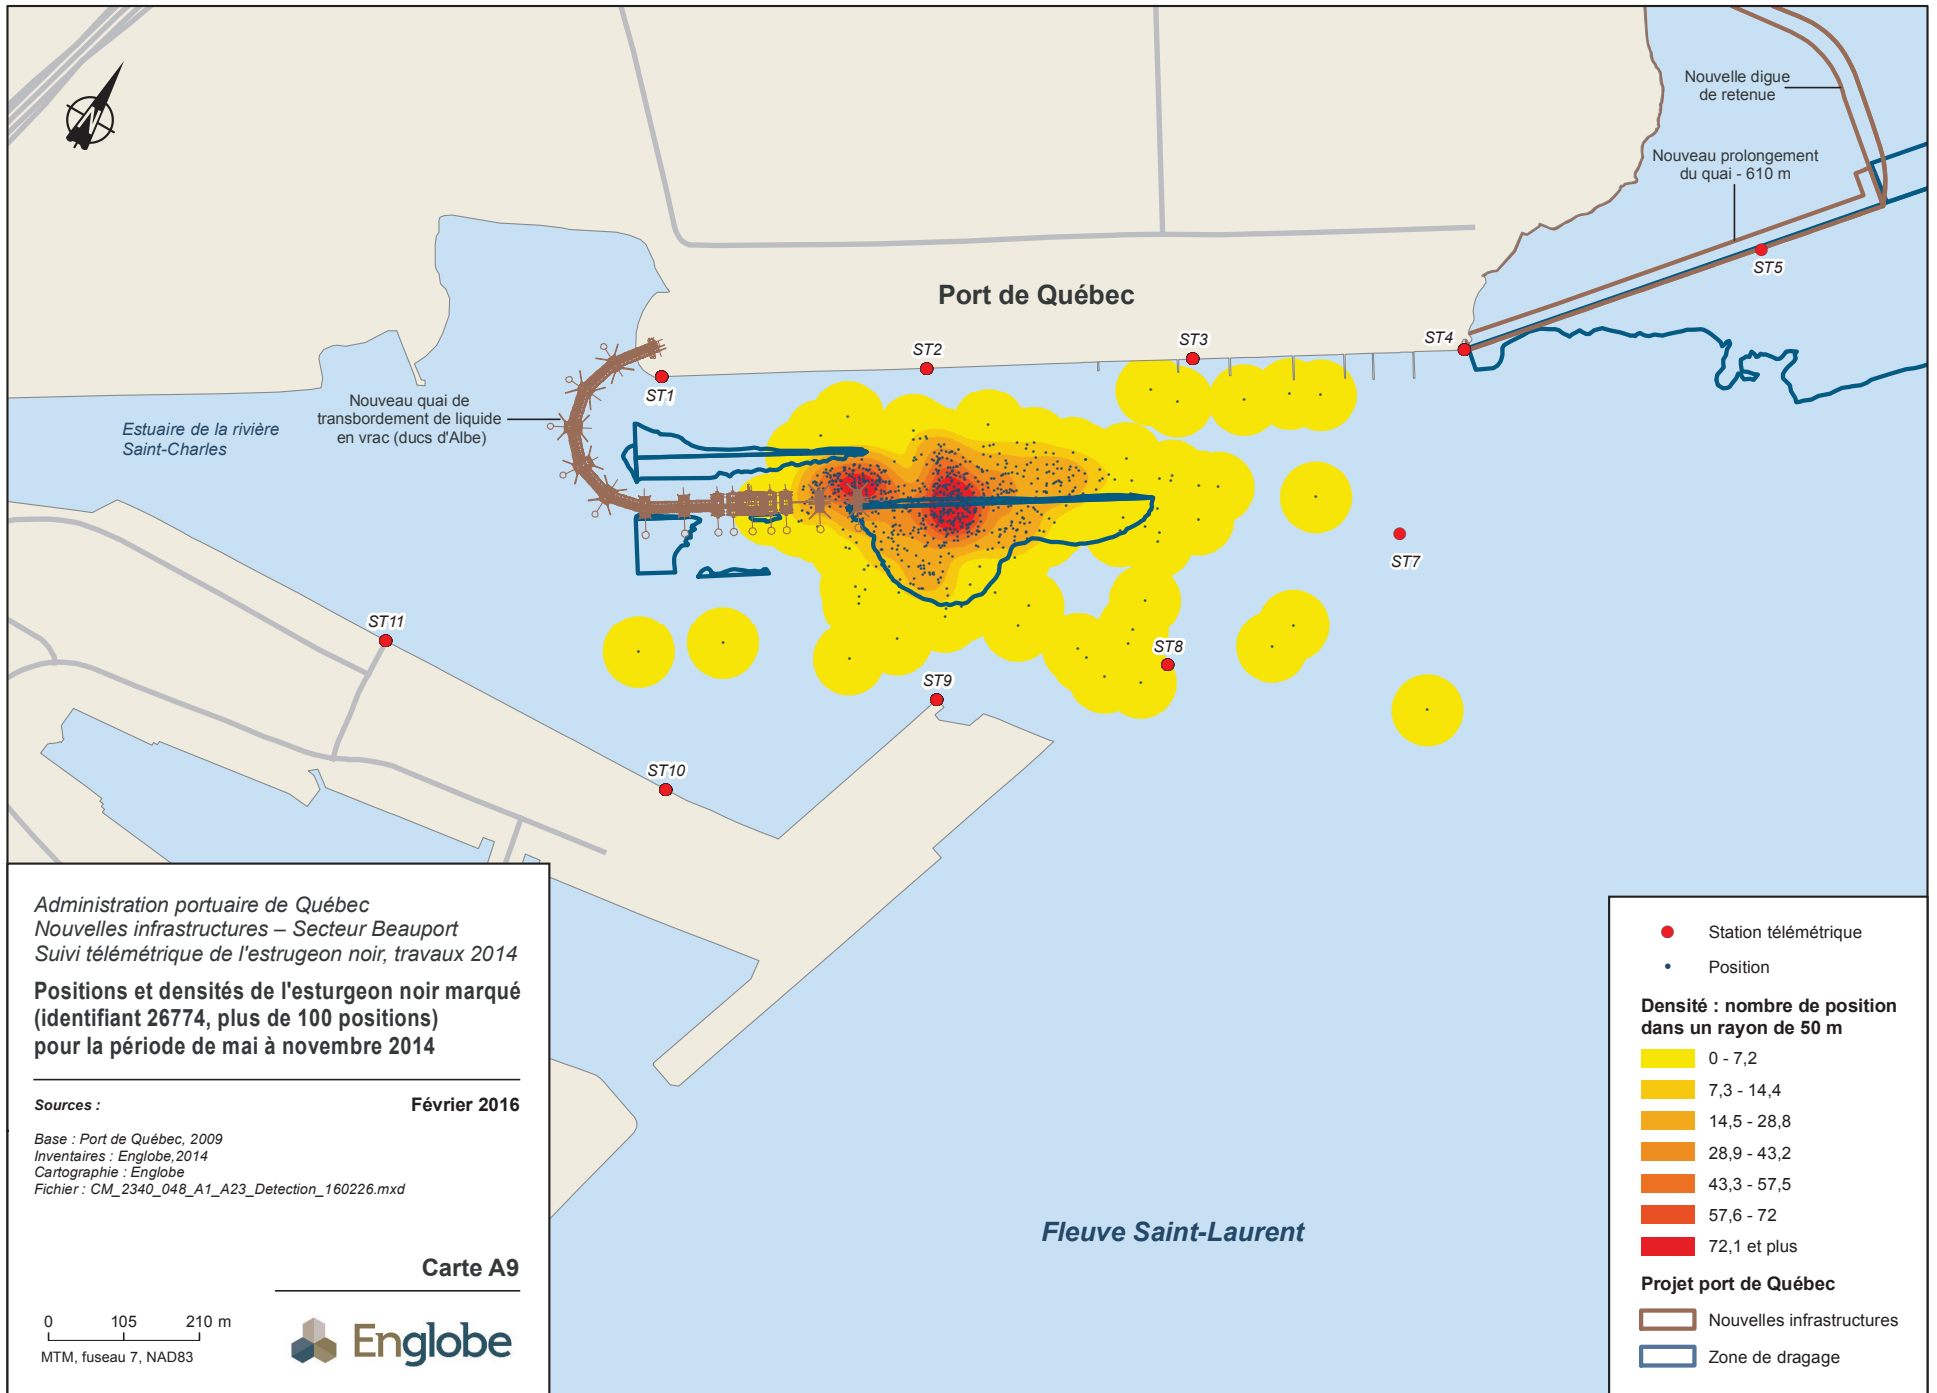 Nouvelle digue
de retenue
Nouveau prolongement
du quai - 610 m
ST5
Port de Québec
ST4
ST3
ST2
ST1
Nouveau quai de
transbordement de liquide
en vrac (ducs d'Albe)
Estuaire de la rivière
Saint-Charles
N
ST7
ST11
ST8
ST9
ST10
Fleuve Saint-Laurent
Administration portuaire de Québec
Nouvelles infrastructures – Secteur Beauport
Suivi télémétrique de l'estrugeon noir, travaux 2014
Positions et densités de l'esturgeon noir marqué
(identifiant 26774, plus de 100 positions)
pour la période de mai à novembre 2014
Sources : Février 2016
Base : Port de Québec, 2009
Inventaires : Englobe,2014
Cartographie : Englobe
Fichier : CM_2340_048_A1_A23_Detection_160226.mxd
Carte A9
0 105 210 m
MTM, fuseau 7, NAD83
Englobe
Station télémétrique
Position
Densité : nombre de position
dans un rayon de 50 m
0 - 7,2
7,3 - 14,4
14,5 - 28,8
28,9 - 43,2
43,3 - 57,5
57,6 - 72
72,1 et plus
Projet port de Québec
Nouvelles infrastructures
Zone de dragage